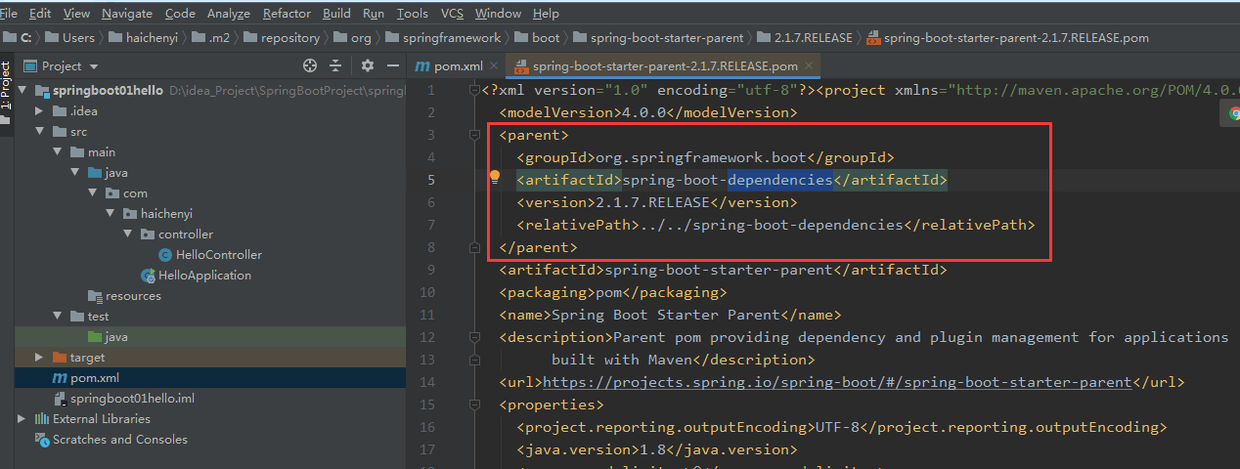 File Edit View Navigate Code Analyze Refactor Build Run Tools VCS Window Help
C: Users haichenyi .m2 repository org springframework boot spring-boot-starter-parent 2.1.7.RELEASE spring-boot-starter-parent-2.1.7.RELEASE.pom
1: Project
Project
pom.xml
spring-boot-starter-parent-2.1.7.RELEASE.pom
springboot01hello D:\idea_Project\SpringBootProject\springl
.idea
src
main
java
com
haichenyi
controller
HelloController
HelloApplication
resources
test
java
target
pom.xml
springboot01hello.iml
External Libraries
Scratches and Consoles
1 <?xml version="1.0" encoding="utf-8"?><project xmlns="http://maven.apache.org/POM/4.0.0
2 <modelVersion>4.0.0</modelVersion>
3 <parent>
4 <groupId>org.springframework.boot</groupId>
5 <artifactId>spring-boot-dependencies</artifactId>
6 <version>2.1.7.RELEASE</version>
7 <relativePath>../../spring-boot-dependencies</relativePath>
8 </parent>
9 <artifactId>spring-boot-starter-parent</artifactId>
10 <packaging>pom</packaging>
11 <name>Spring Boot Starter Parent</name>
12 <description>Parent pom providing dependency and plugin management for applications
13 built with Maven</description>
14 <url>https://projects.spring.io/spring-boot/#/spring-boot-starter-parent</url>
15 <properties>
16 <project.reporting.outputEncoding>UTF-8</project.reporting.outputEncoding>
17 <java.version>1.8</java.version>